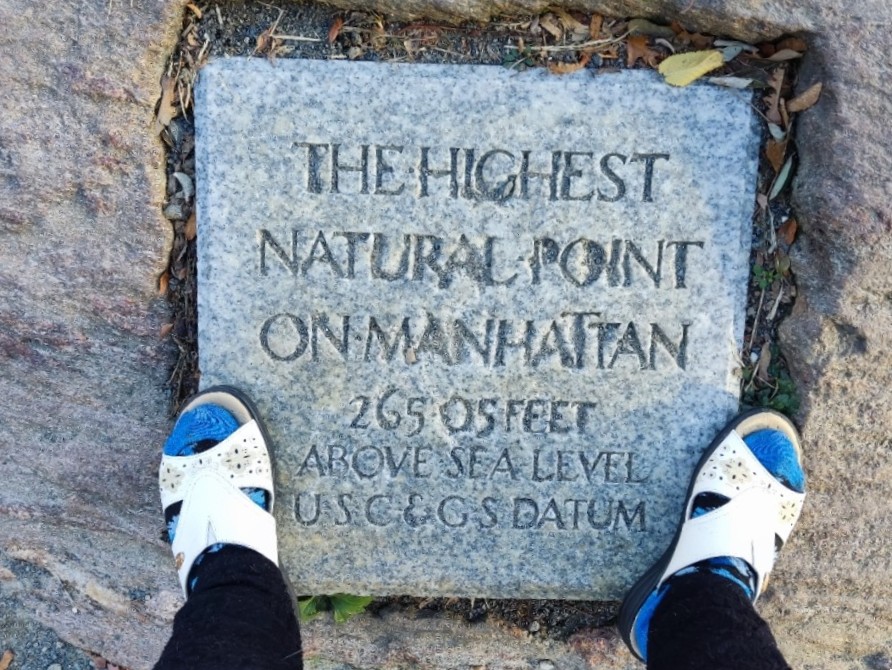 THE·HIGHEST
NATURAL·POINT
ON·MANHATTAN
265·05 FEET
ABOVE SEA·LEVEL
U·S·C·&·G·S DATUM